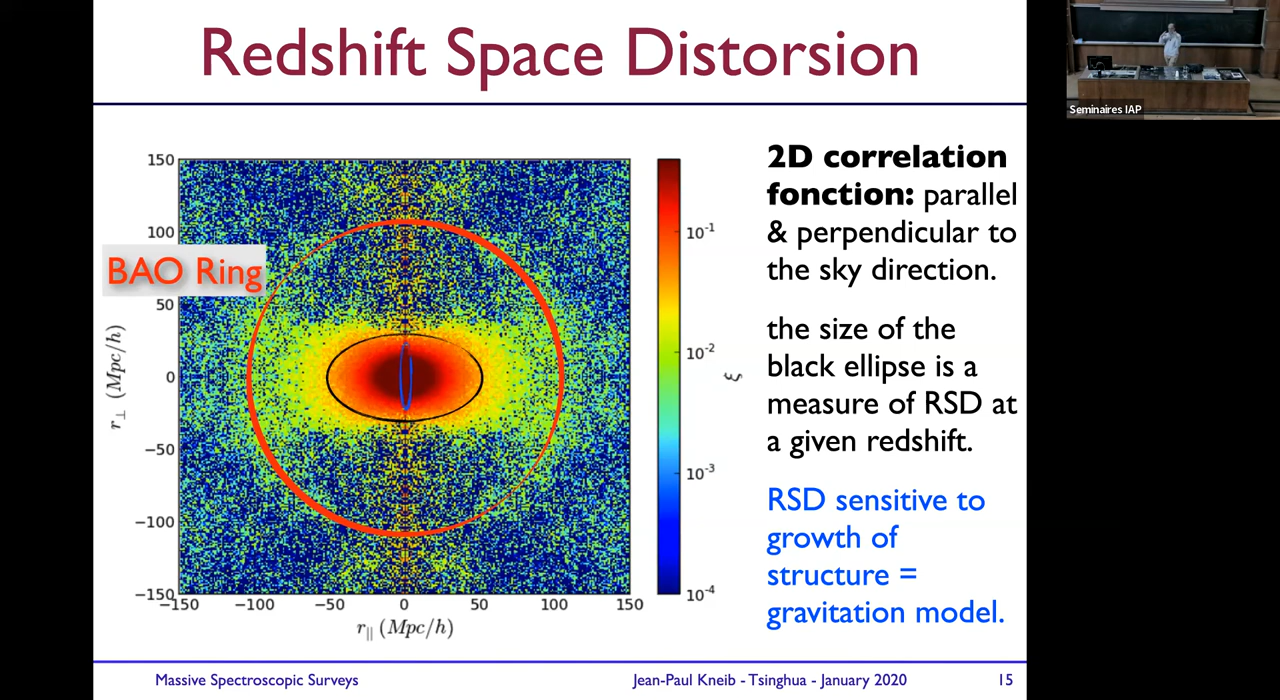 Redshift Space Distorsion
Seminaires IAP
BAO Ring
150
100
50
0
−50
−100
−150
r⊥ (Mpc/h)
−150
−100
−50
0
50
100
150
r|| (Mpc/h)
10-1
10-2
10-3
10-4
ξ
2D correlation
fonction: parallel
& perpendicular to
the sky direction.
the size of the
black ellipse is a
measure of RSD at
a given redshift.
RSD sensitive to
growth of
structure =
gravitation model.
Massive Spectroscopic Surveys
Jean-Paul Kneib - Tsinghua - January 2020
15